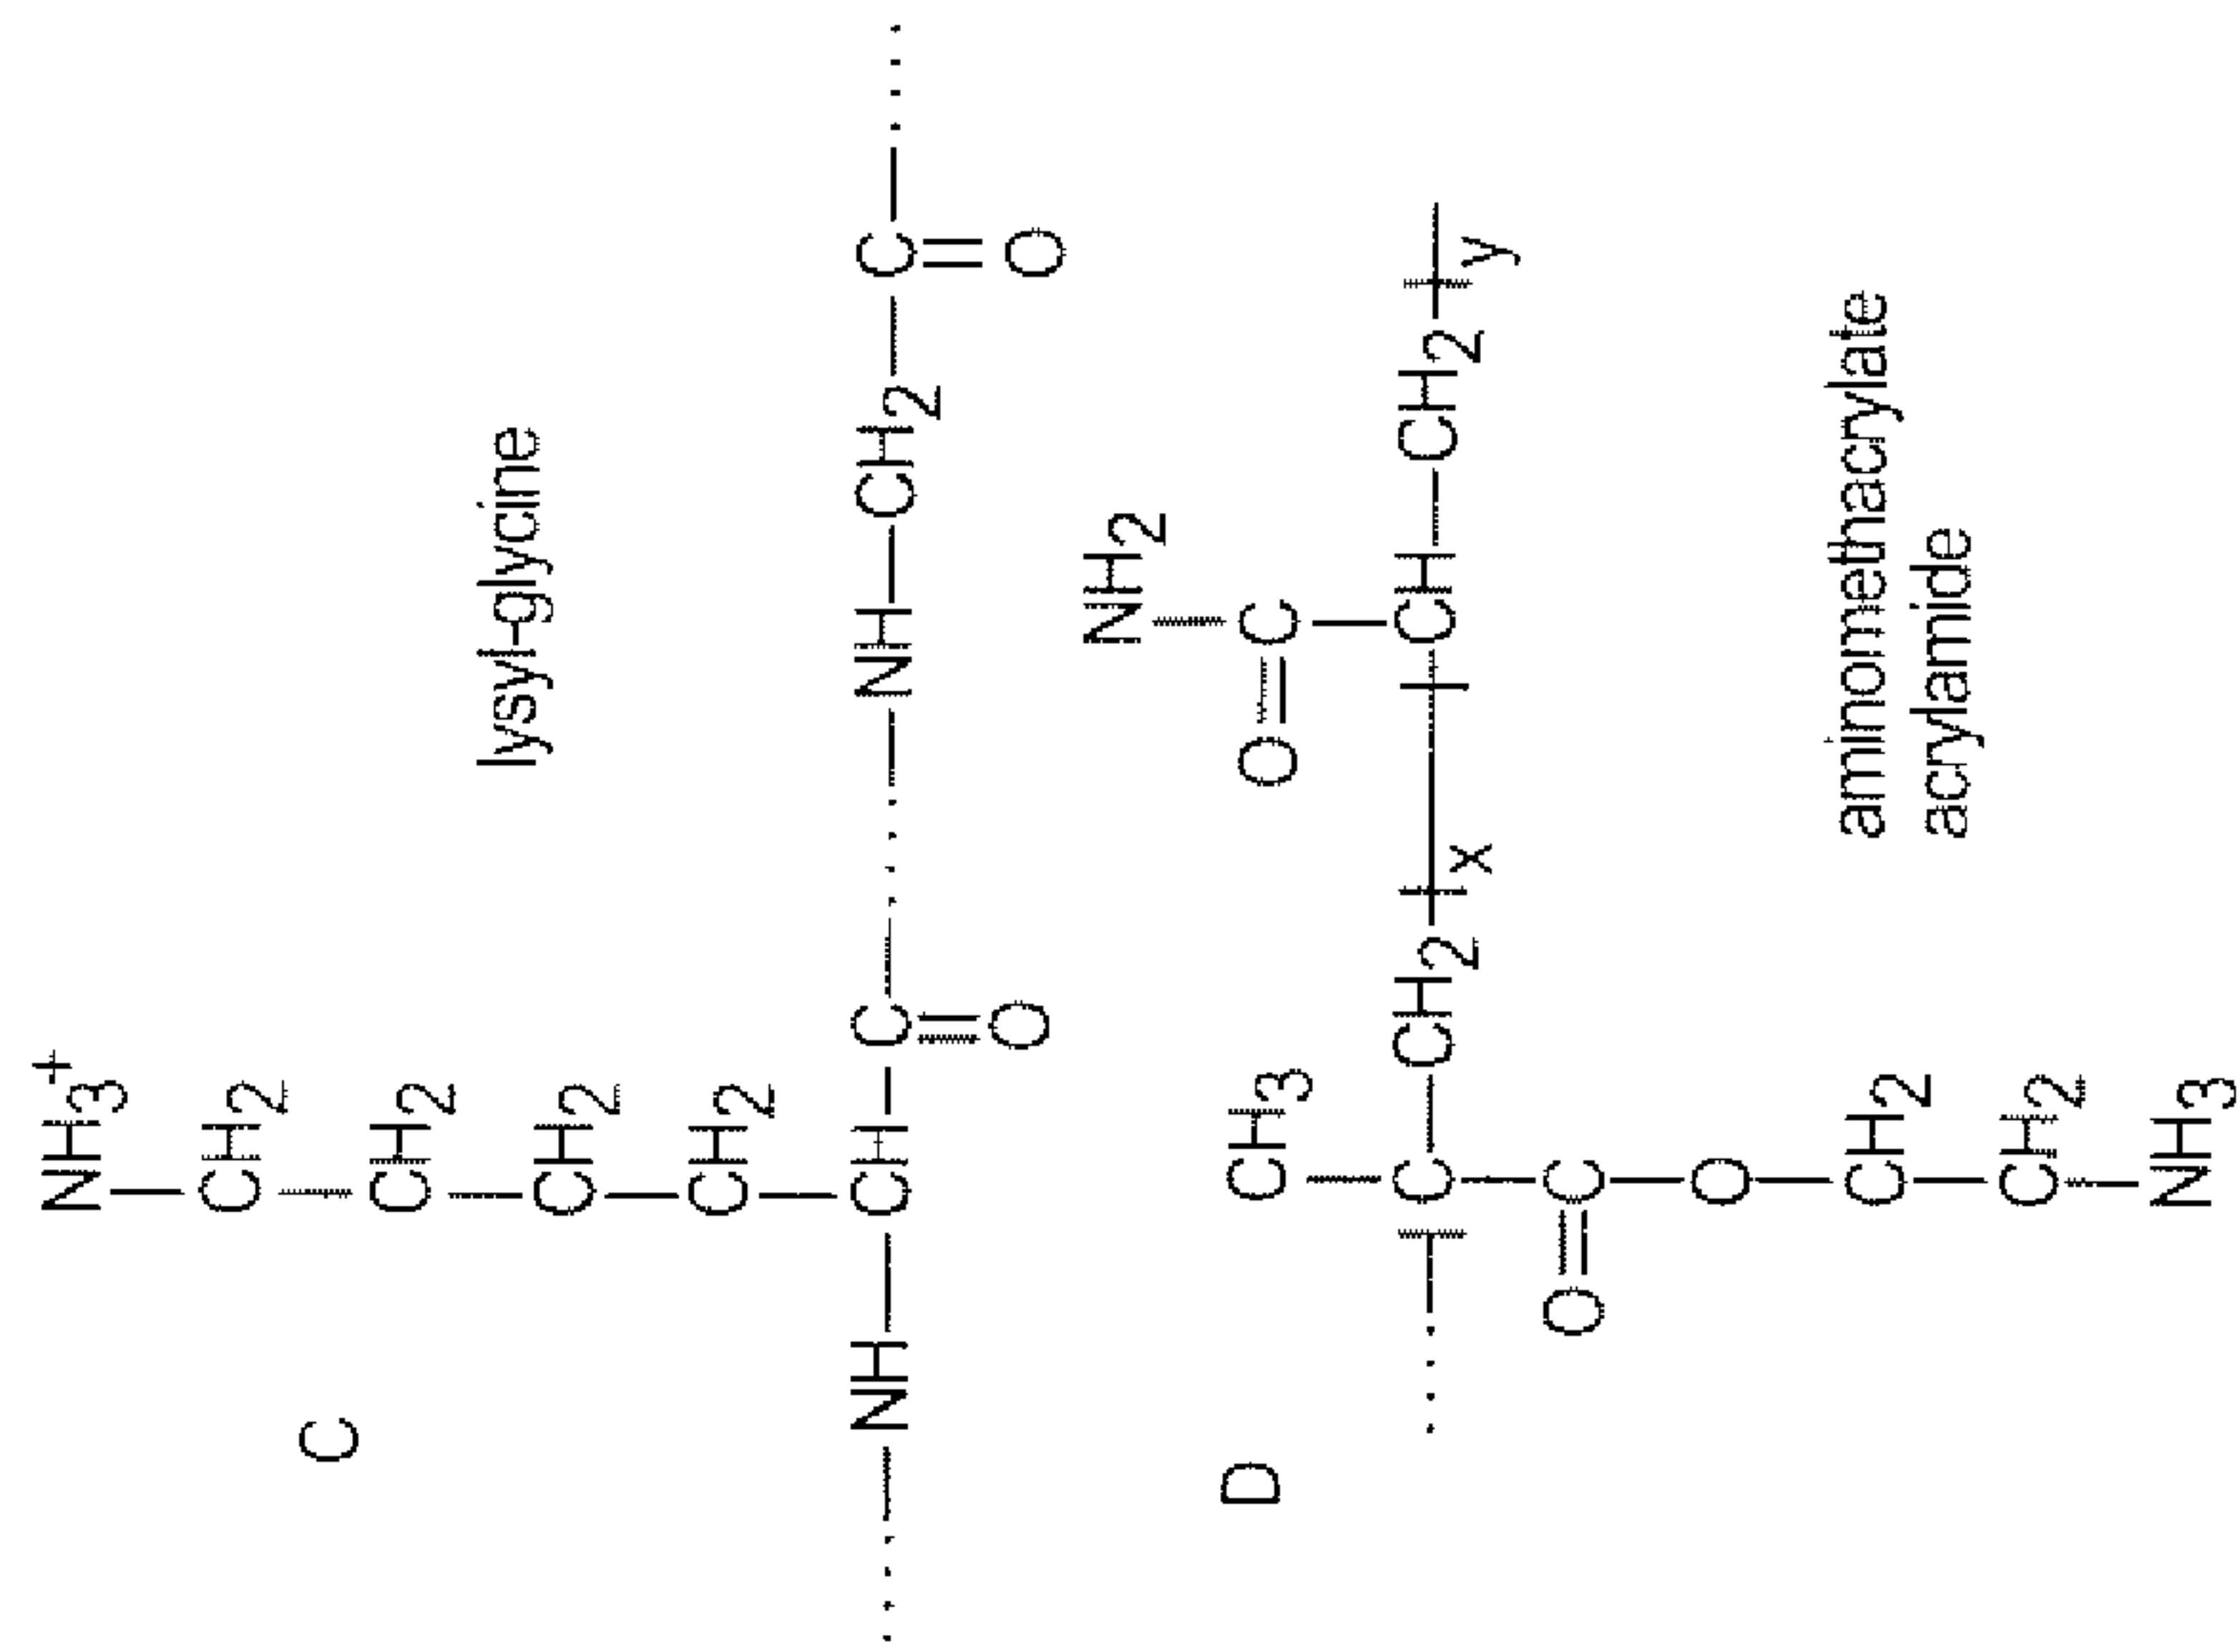 NH3+
CH2
C
CH2
lysyl-glycine
CH2
CH2
....—NH—CH—C—....—NH—CH2—C—....
O O
NH2
D CH3 O=C
....—C—CH2—x—CH—CH2—y
O=C
O
CH2 aminomethacrylate
acrylamide
CH2
NH3